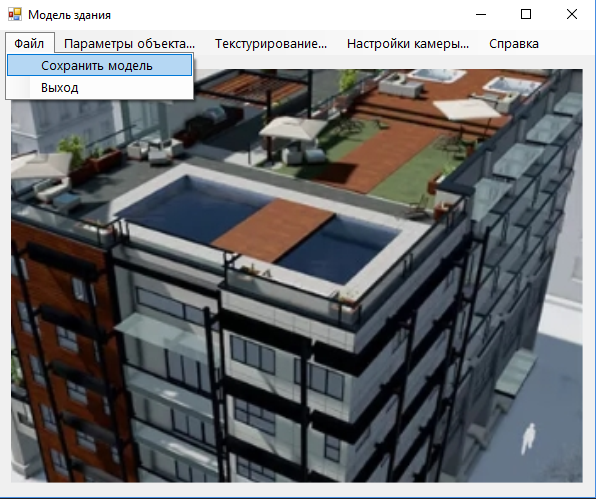 Модель здания
Файл Параметры объекта... Текстурирование... Настройки камеры... Справка
Сохранить модель
Выход